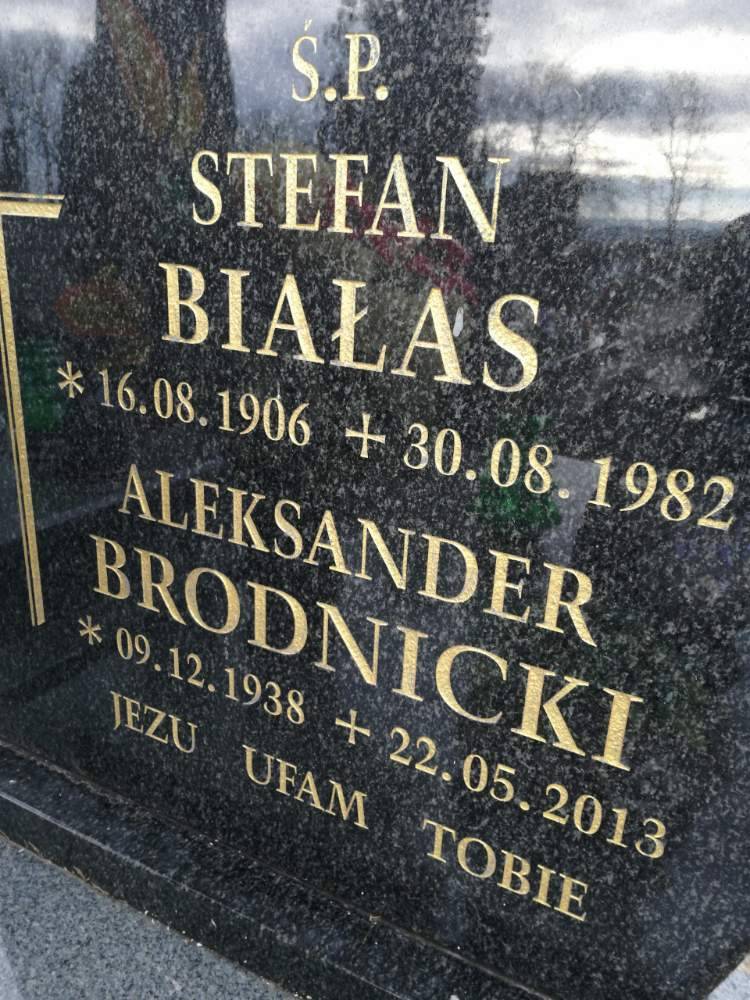 Ś.P.
STEFAN
BIAŁAS
* 16.08.1906 + 30.08.1982
ALEKSANDER
BRODNICKI
* 09.12.1938 + 22.05.2013
JEZU UFAM TOBIE